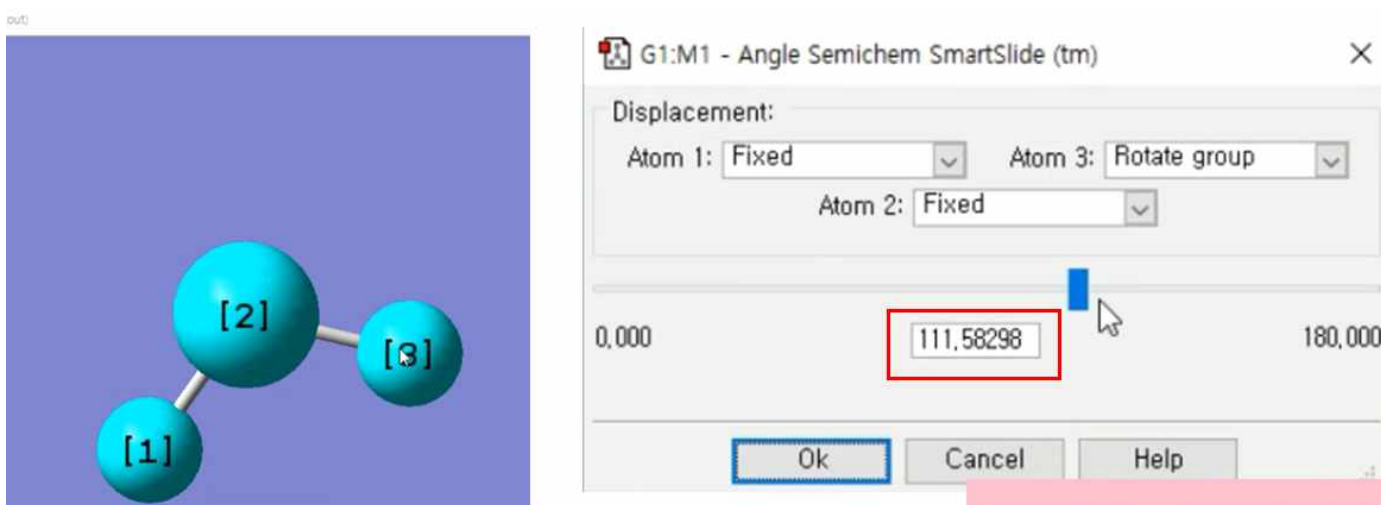 out)
[2]
[3]
[1]
G1:M1 - Angle Semichem SmartSlide (tm)
Displacement:
Atom 1: Fixed Atom 3: Rotate group
Atom 2: Fixed
0,000 111,58298 180,000
Ok Cancel Help